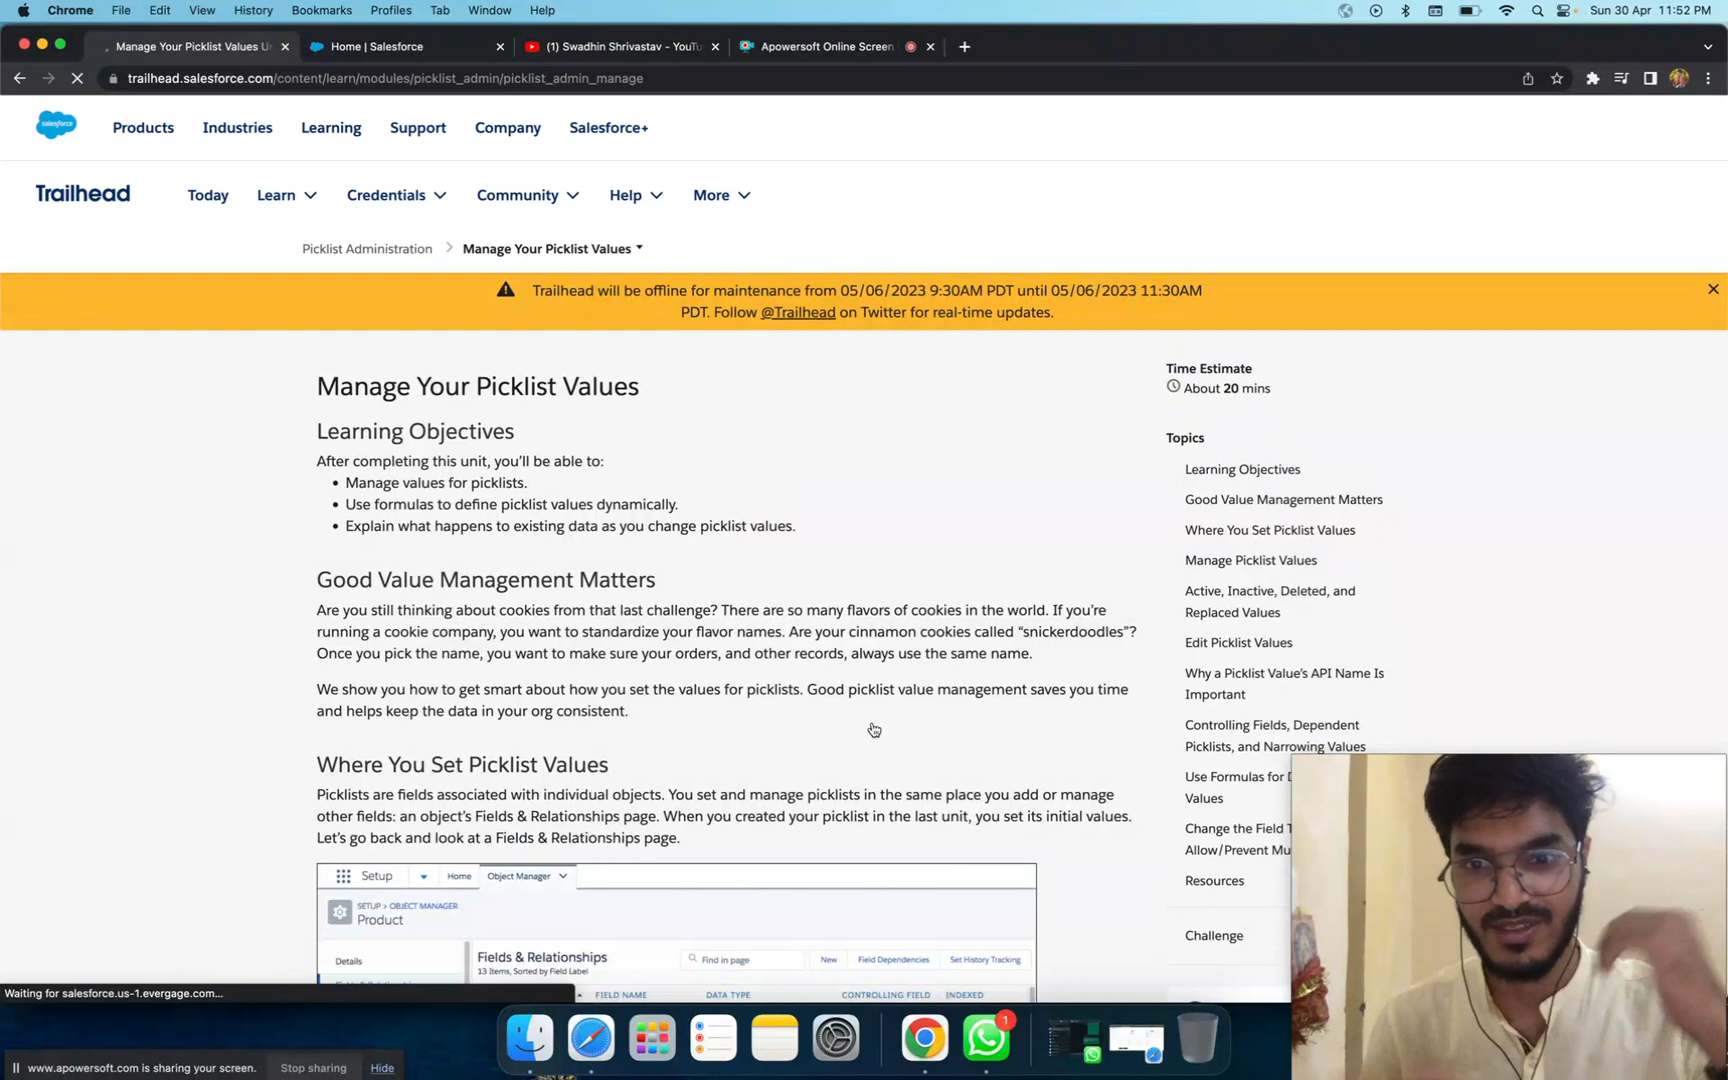 Chrome File Edit View History Bookmarks Profiles Tab Window Help Sun 30 Apr 11:52 PM
Manage Your Picklist Values Home | Salesforce (1) Swadhin Shrivastav - YouTu Apowersoft Online Screen
trailhead.salesforce.com/content/learn/modules/picklist_admin/picklist_admin_manage
salesforce Products Industries Learning Support Company Salesforce+
Trailhead Today Learn Credentials Community Help More
Picklist Administration > Manage Your Picklist Values
Trailhead will be offline for maintenance from 05/06/2023 9:30AM PDT until 05/06/2023 11:30AM
PDT. Follow @Trailhead on Twitter for real-time updates.
Manage Your Picklist Values
Learning Objectives
After completing this unit, you'll be able to:
• Manage values for picklists.
• Use formulas to define picklist values dynamically.
• Explain what happens to existing data as you change picklist values.
Good Value Management Matters
Are you still thinking about cookies from that last challenge? There are so many flavors of cookies in the world. If you're
running a cookie company, you want to standardize your flavor names. Are your cinnamon cookies called “snickerdoodles”?
Once you pick the name, you want to make sure your orders, and other records, always use the same name.
We show you how to get smart about how you set the values for picklists. Good picklist value management saves you time
and helps keep the data in your org consistent.
Where You Set Picklist Values
Picklists are fields associated with individual objects. You set and manage picklists in the same place you add or manage
other fields: an object's Fields & Relationships page. When you created your picklist in the last unit, you set its initial values.
Let's go back and look at a Fields & Relationships page.
Setup Home Object Manager
SETUP > OBJECT MANAGER
Product
Details
Fields & Relationships
13 Items, Sorted by Field Label
Find in page New Field Dependencies Set History Tracking
FIELD NAME DATA TYPE CONTROLLING FIELD INDEXED
Time Estimate
About 20 mins
Topics
Learning Objectives
Good Value Management Matters
Where You Set Picklist Values
Manage Picklist Values
Active, Inactive, Deleted, and
Replaced Values
Edit Picklist Values
Why a Picklist Value's API Name Is
Important
Controlling Fields, Dependent
Picklists, and Narrowing Values
Use Formulas for
Values
Change the Field
Allow/Prevent
Resources
Challenge
Waiting for salesforce.us-1.evergage.com...
1
www.apowersoft.com is sharing your screen. Stop sharing Hide